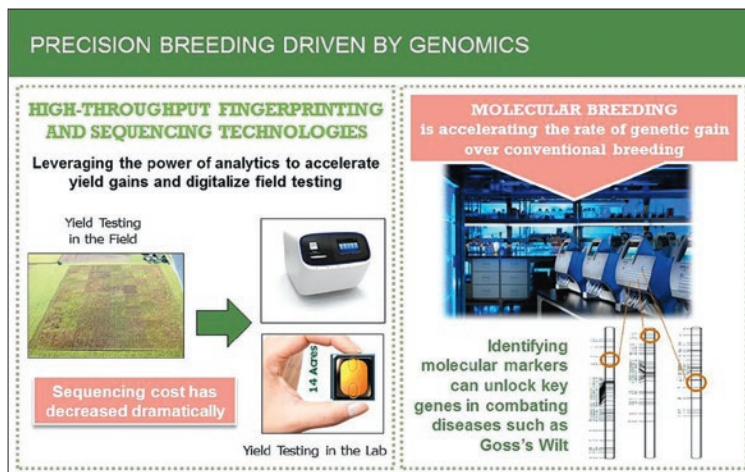 PRECISION BREEDING DRIVEN BY GENOMICS
HIGH-THROUGHPUT FINGERPRINTING
AND SEQUENCING TECHNOLOGIES
Leveraging the power of analytics to accelerate
yield gains and digitalize field testing
Yield Testing
in the Field
14 Acres
Sequencing cost has
decreased dramatically
Yield Testing in the Lab
MOLECULAR BREEDING
is accelerating the rate of genetic gain
over conventional breeding
Identifying
molecular markers
can unlock key
genes in combating
diseases such as
Goss's Wilt